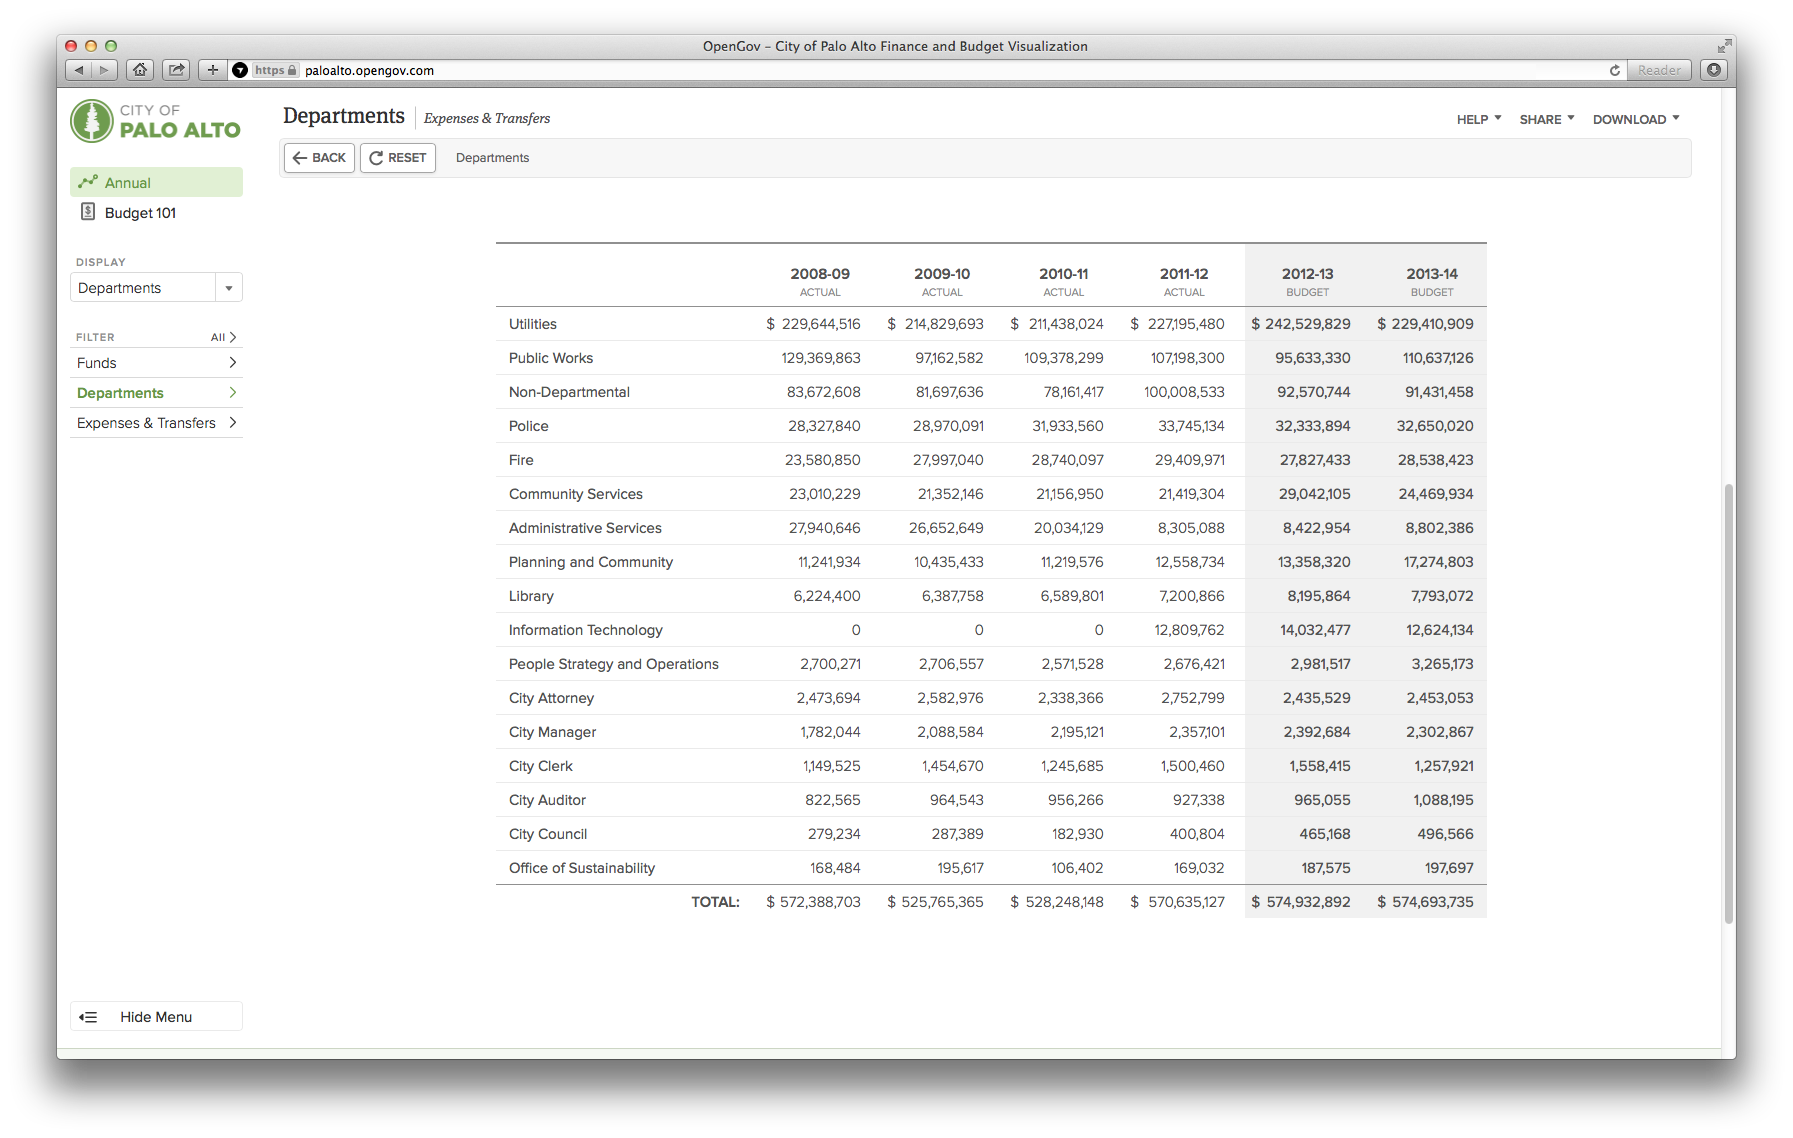 OpenGov – City of Palo Alto Finance and Budget Visualization
https paloalto.opengov.com Reader
CITY OF
PALO ALTO
Departments Expenses & Transfers HELP SHARE DOWNLOAD
BACK RESET Departments
Annual
Budget 101
DISPLAY
Departments
FILTER All
Funds
Departments
Expenses & Transfers
2008-09 2009-10 2010-11 2011-12 2012-13 2013-14
ACTUAL ACTUAL ACTUAL ACTUAL BUDGET BUDGET
Utilities $ 229,644,516 $ 214,829,693 $ 211,438,024 $ 227,195,480 $ 242,529,829 $ 229,410,909
Public Works 129,369,863 97,162,582 109,378,299 107,198,300 95,633,330 110,637,126
Non-Departmental 83,672,608 81,697,636 78,161,417 100,008,533 92,570,744 91,431,458
Police 28,327,840 28,970,091 31,933,560 33,745,134 32,333,894 32,650,020
Fire 23,580,850 27,997,040 28,740,097 29,409,971 27,827,433 28,538,423
Community Services 23,010,229 21,352,146 21,156,950 21,419,304 29,042,105 24,469,934
Administrative Services 27,940,646 26,652,649 20,034,129 8,305,088 8,422,954 8,802,386
Planning and Community 11,241,934 10,435,433 11,219,576 12,558,734 13,358,320 17,274,803
Library 6,224,400 6,387,758 6,589,801 7,200,866 8,195,864 7,793,072
Information Technology 0 0 0 12,809,762 14,032,477 12,624,134
People Strategy and Operations 2,700,271 2,706,557 2,571,528 2,676,421 2,981,517 3,265,173
City Attorney 2,473,694 2,582,976 2,338,366 2,752,799 2,435,529 2,453,053
City Manager 1,782,044 2,088,584 2,195,121 2,357,101 2,392,684 2,302,867
City Clerk 1,149,525 1,454,670 1,245,685 1,500,460 1,558,415 1,257,921
City Auditor 822,565 964,543 956,266 927,338 965,055 1,088,195
City Council 279,234 287,389 182,930 400,804 465,168 496,566
Office of Sustainability 168,484 195,617 106,402 169,032 187,575 197,697
TOTAL: $ 572,388,703 $ 525,765,365 $ 528,248,148 $ 570,635,127 $ 574,932,892 $ 574,693,735
Hide Menu